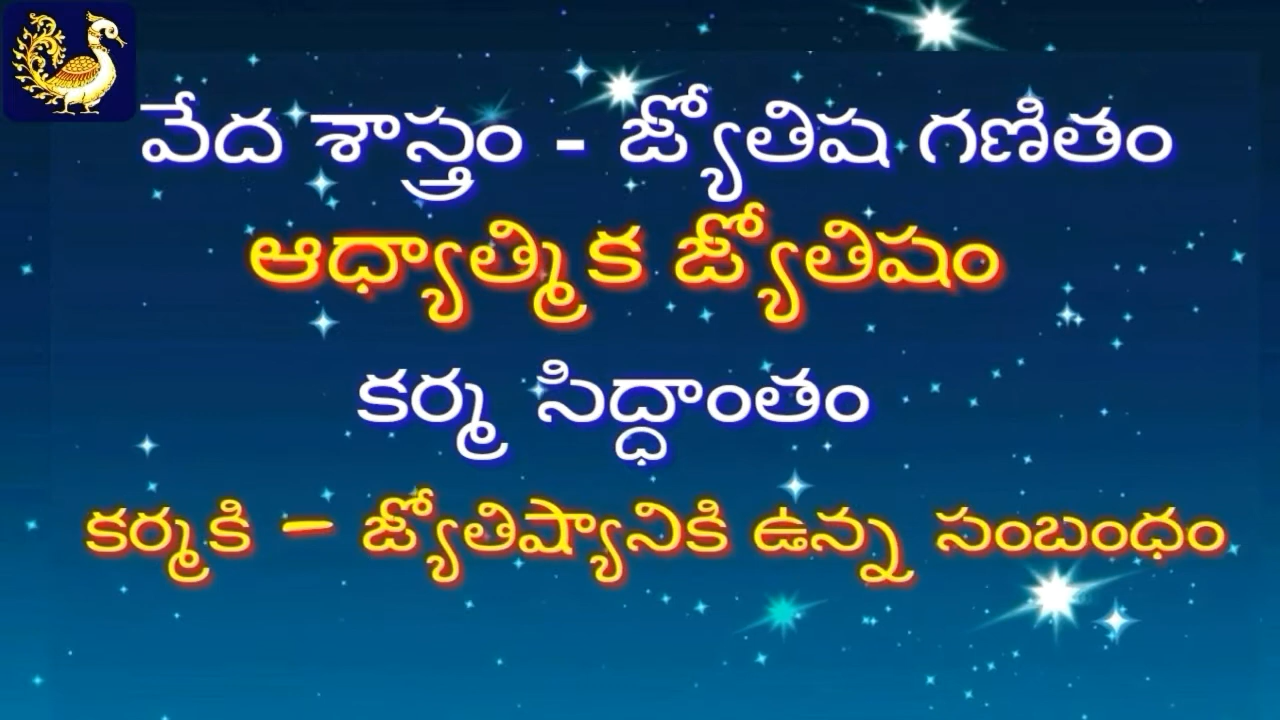 వేద శాస్త్రం - జ్యోతిష గణితం
ఆధ్యాత్మిక జ్యోతిషం
కర్మ సిద్ధాంతం
కర్మకి – జ్యోతిష్యానికి ఉన్న సంబంధం